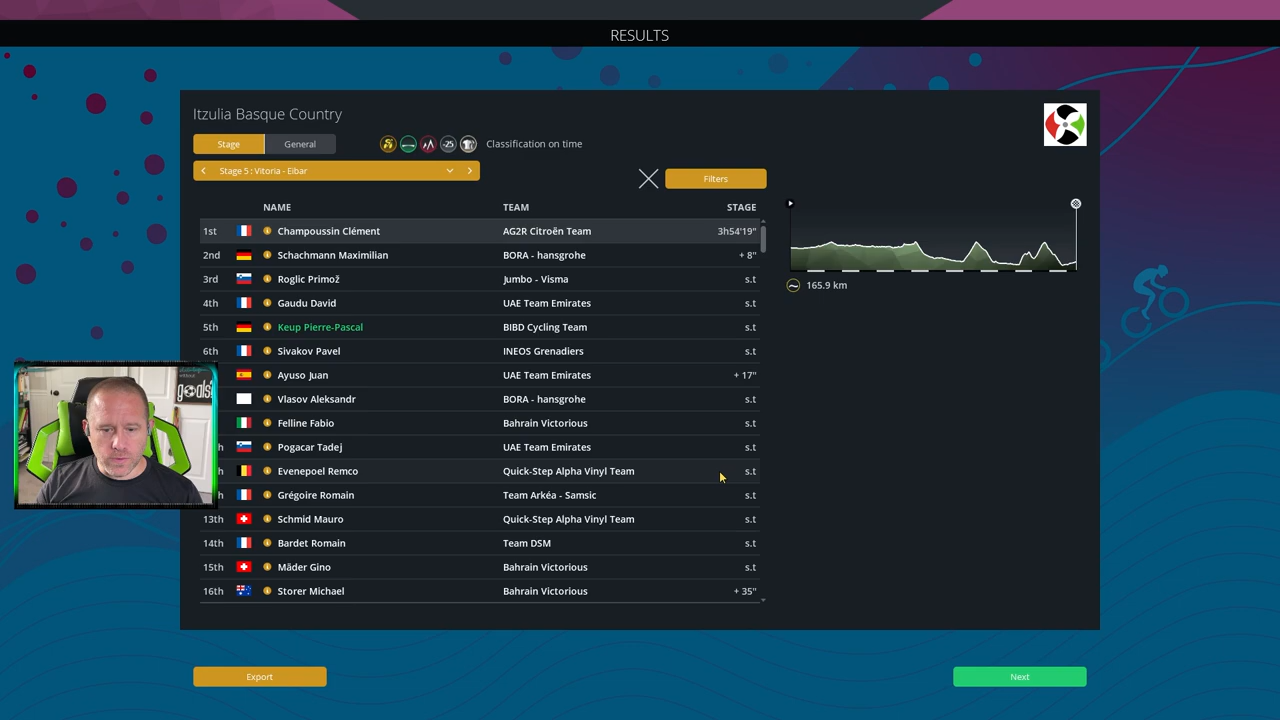 RESULTS
Itzulia Basque Country
Stage General -25 Classification on time
Stage 5 : Vitoria - Eibar
Filters
NAME TEAM STAGE
1st Champoussin Clément AG2R Citroën Team 3h54'19"
2nd Schachmann Maximilian BORA - hansgrohe + 8"
3rd Roglic Primož Jumbo - Visma s.t
4th Gaudu David UAE Team Emirates s.t
5th Keup Pierre-Pascal BIBD Cycling Team s.t
6th Sivakov Pavel INEOS Grenadiers s.t
Ayuso Juan UAE Team Emirates + 17"
Vlasov Aleksandr BORA - hansgrohe s.t
Felline Fabio Bahrain Victorious s.t
Pogacar Tadej UAE Team Emirates s.t
Evenepoel Remco Quick-Step Alpha Vinyl Team s.t
Grégoire Romain Team Arkéa - Samsic s.t
13th Schmid Mauro Quick-Step Alpha Vinyl Team s.t
14th Bardet Romain Team DSM s.t
15th Mäder Gino Bahrain Victorious s.t
16th Storer Michael Bahrain Victorious + 35"
165.9 km
goals
Export
Next